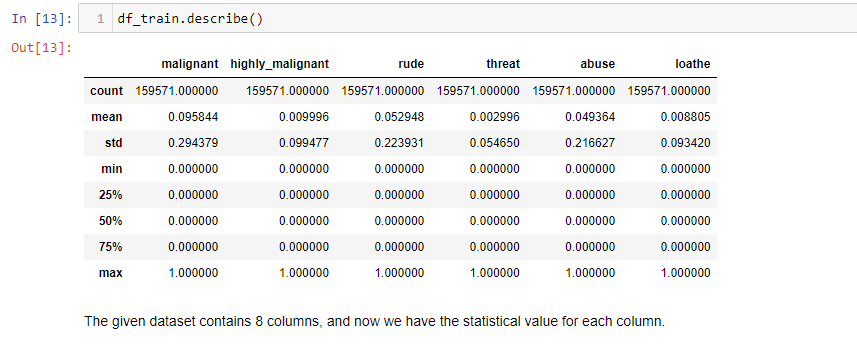 In [13]: 1 df_train.describe()
Out[13]:
malignant highly_malignant rude threat abuse loathe
count 159571.000000 159571.000000 159571.000000 159571.000000 159571.000000 159571.000000
mean 0.095844 0.009996 0.052948 0.002996 0.049364 0.008805
std 0.294379 0.099477 0.223931 0.054650 0.216627 0.093420
min 0.000000 0.000000 0.000000 0.000000 0.000000 0.000000
25% 0.000000 0.000000 0.000000 0.000000 0.000000 0.000000
50% 0.000000 0.000000 0.000000 0.000000 0.000000 0.000000
75% 0.000000 0.000000 0.000000 0.000000 0.000000 0.000000
max 1.000000 1.000000 1.000000 1.000000 1.000000 1.000000
The given dataset contains 8 columns, and now we have the statistical value for each column.